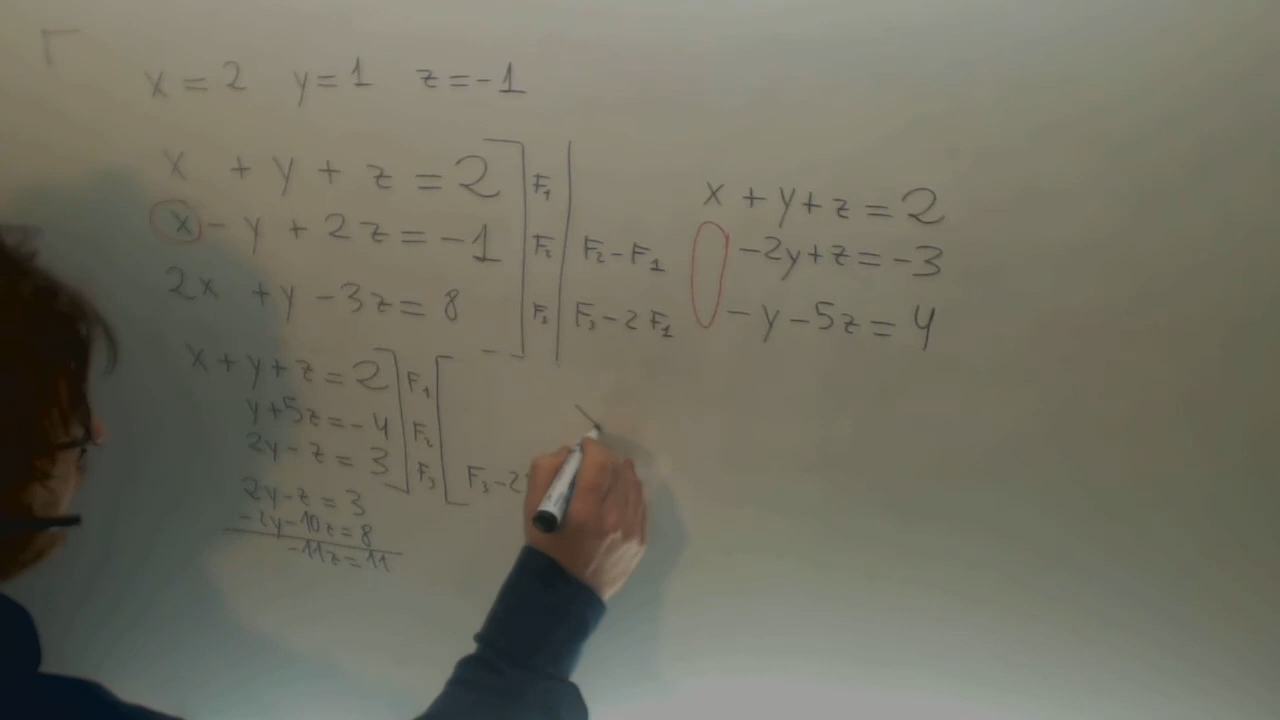 x = 2 y = 1 z = -1
x + y + z = 2 F₁
x - y + 2z = -1 F₂ F₂ - F₁
2x + y - 3z = 8 F₃ F₃ - 2F₁
x + y + z = 2
-2y + z = -3
-y - 5z = 4
x + y + z = 2 F₁
y + 5z = -4 F₂
2y - z = 3 F₃ F₃ - 2
2y - z = 3
-2y - 10z = 8
-11z = 11